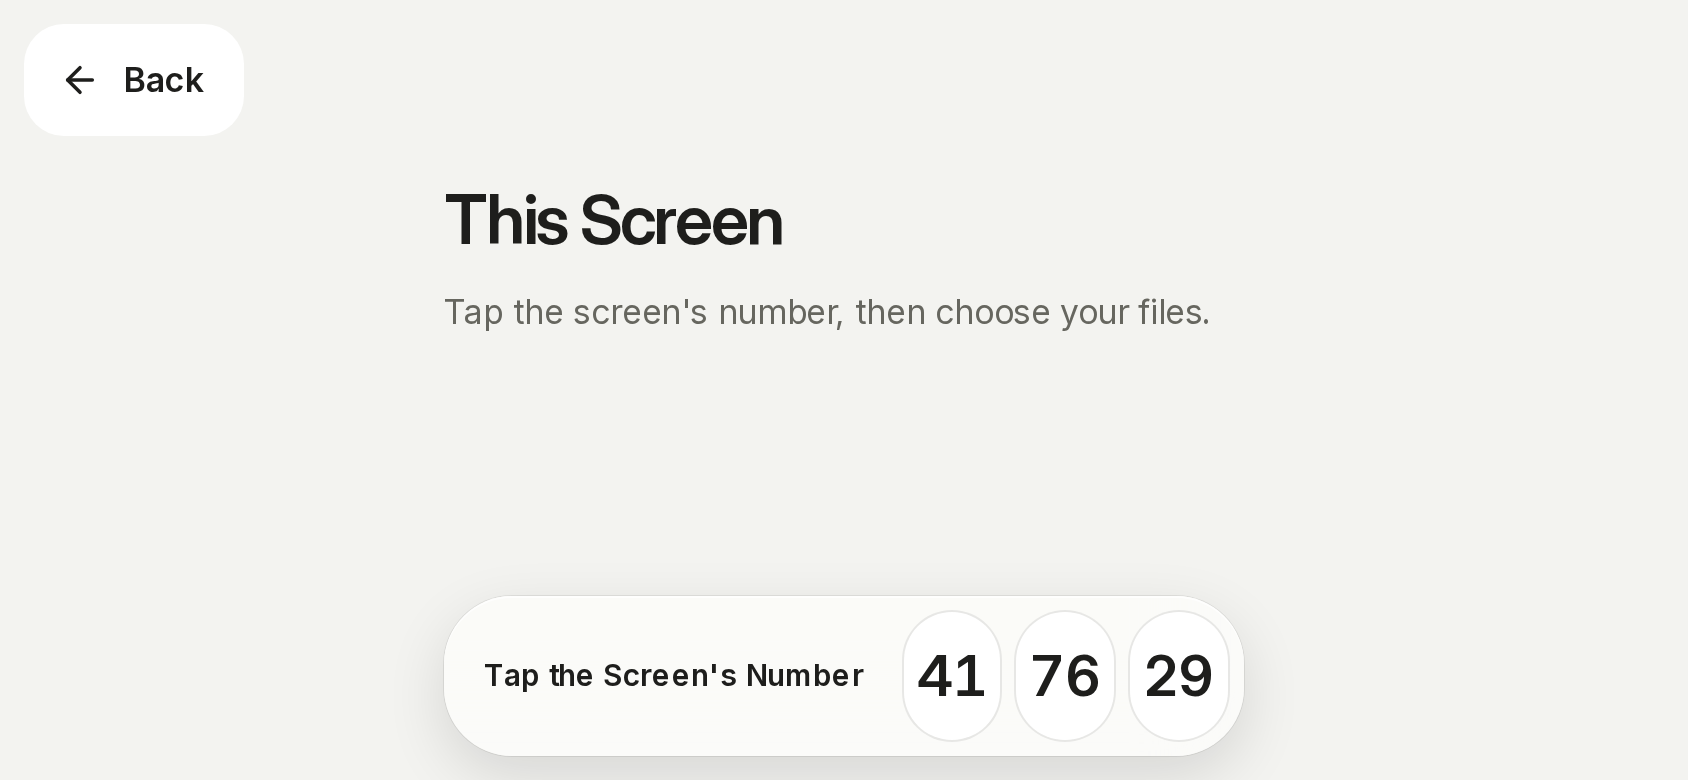 Back
This Screen
Tap the screen's number, then choose your files.
Tap the Screen's Number 41 76 29